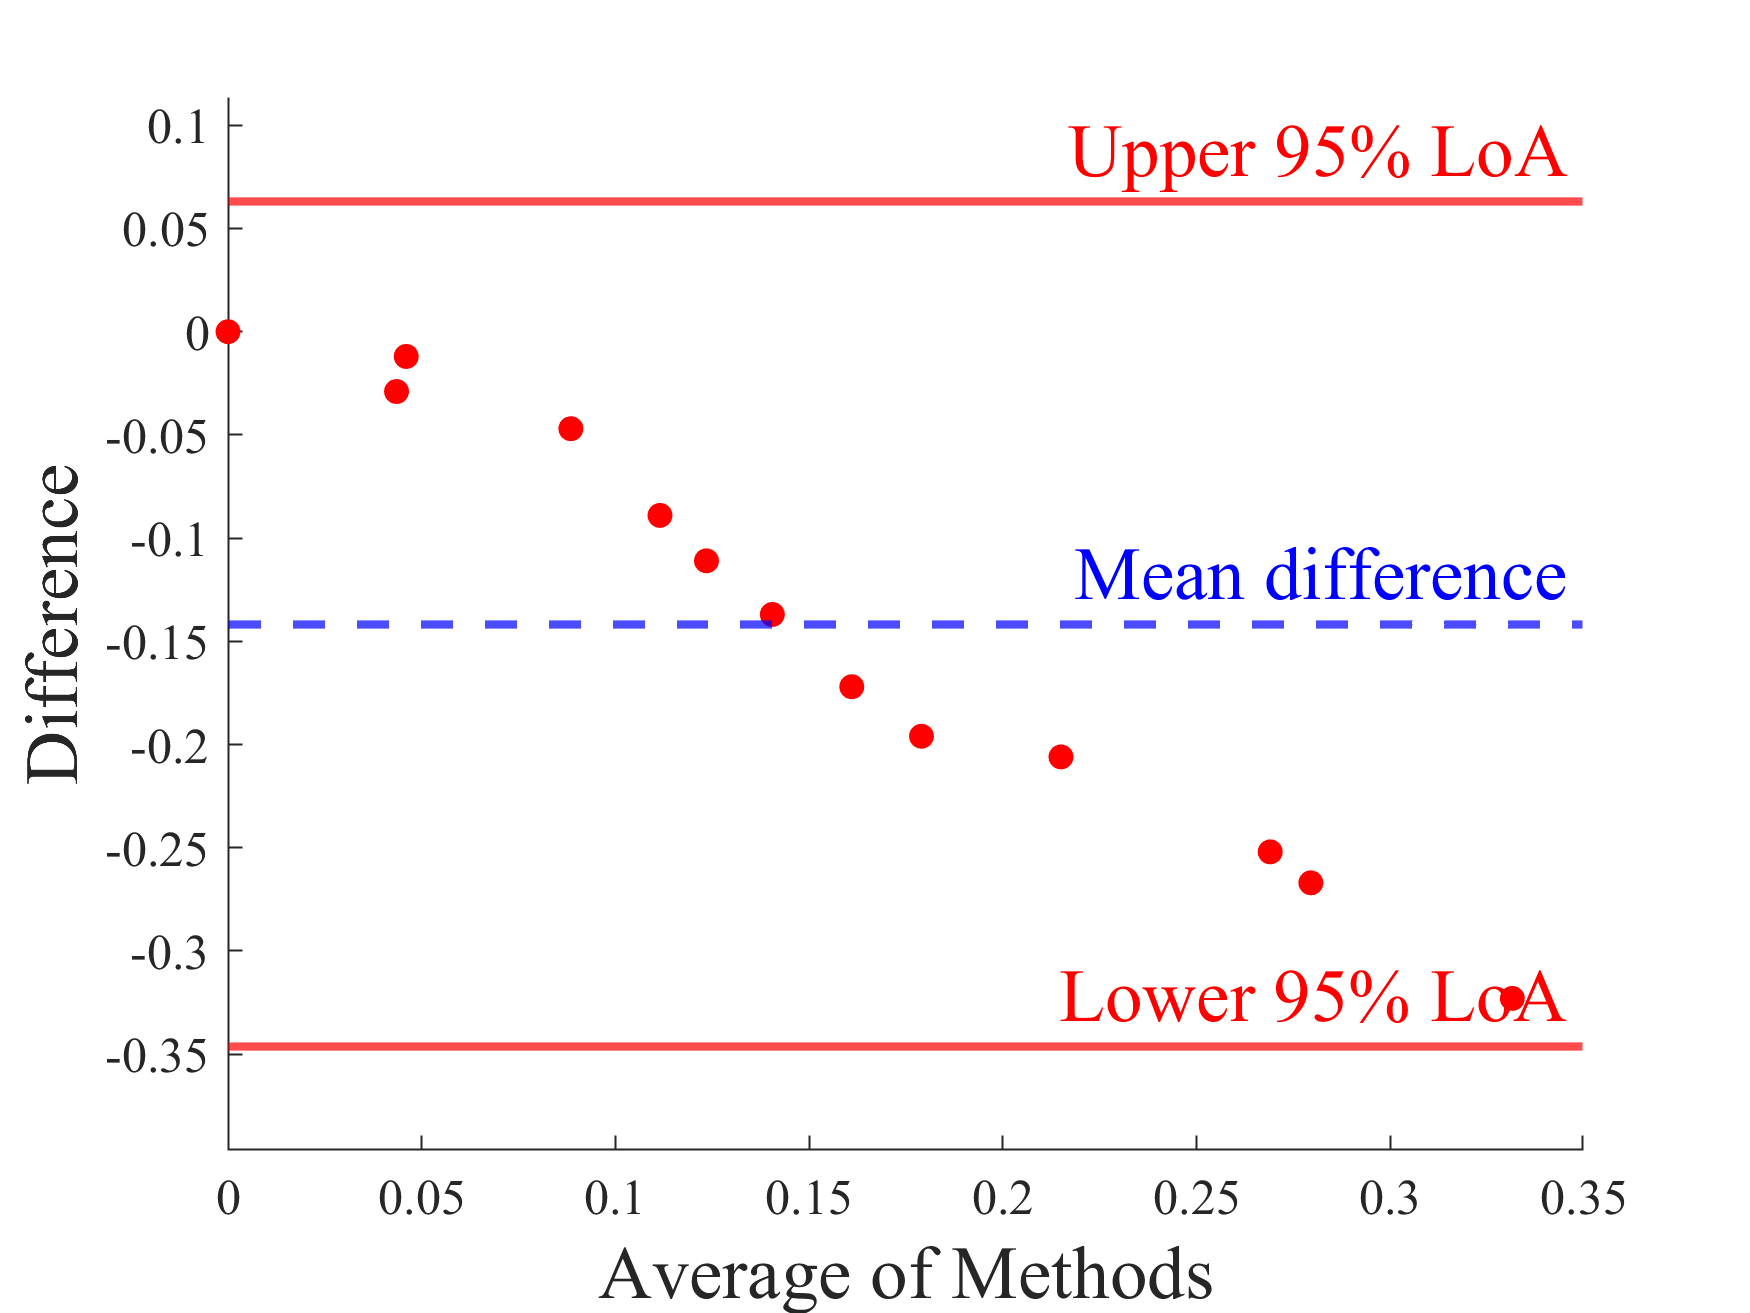 0.1
Upper 95% LoA
0.05
0
-0.05
-0.1
Mean difference
-0.15
-0.2
-0.25
-0.3
Lower 95% LoA
-0.35
Difference
0 0.05 0.1 0.15 0.2 0.25 0.3 0.35
Average of Methods